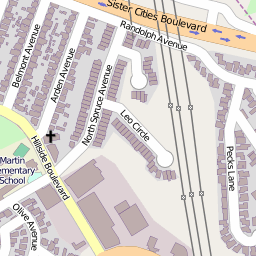 Sister Cities Boulevard
Randolph Avenue
Belmont Avenue
Arden Avenue
North Spruce Avenue
Leo Circle
Hillside Boulevard
Pecks Lane
Martin
ementary
School
Olive Avenue